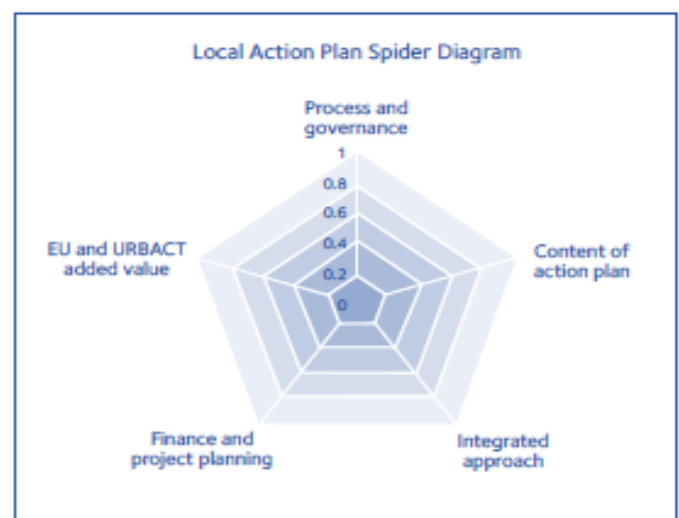 Local Action Plan Spider Diagram
Process and
governance
1
0.8
0.6
0.4
0.2
0
EU and URBACT
added value
Content of
action plan
Finance and
project planning
Integrated
approach